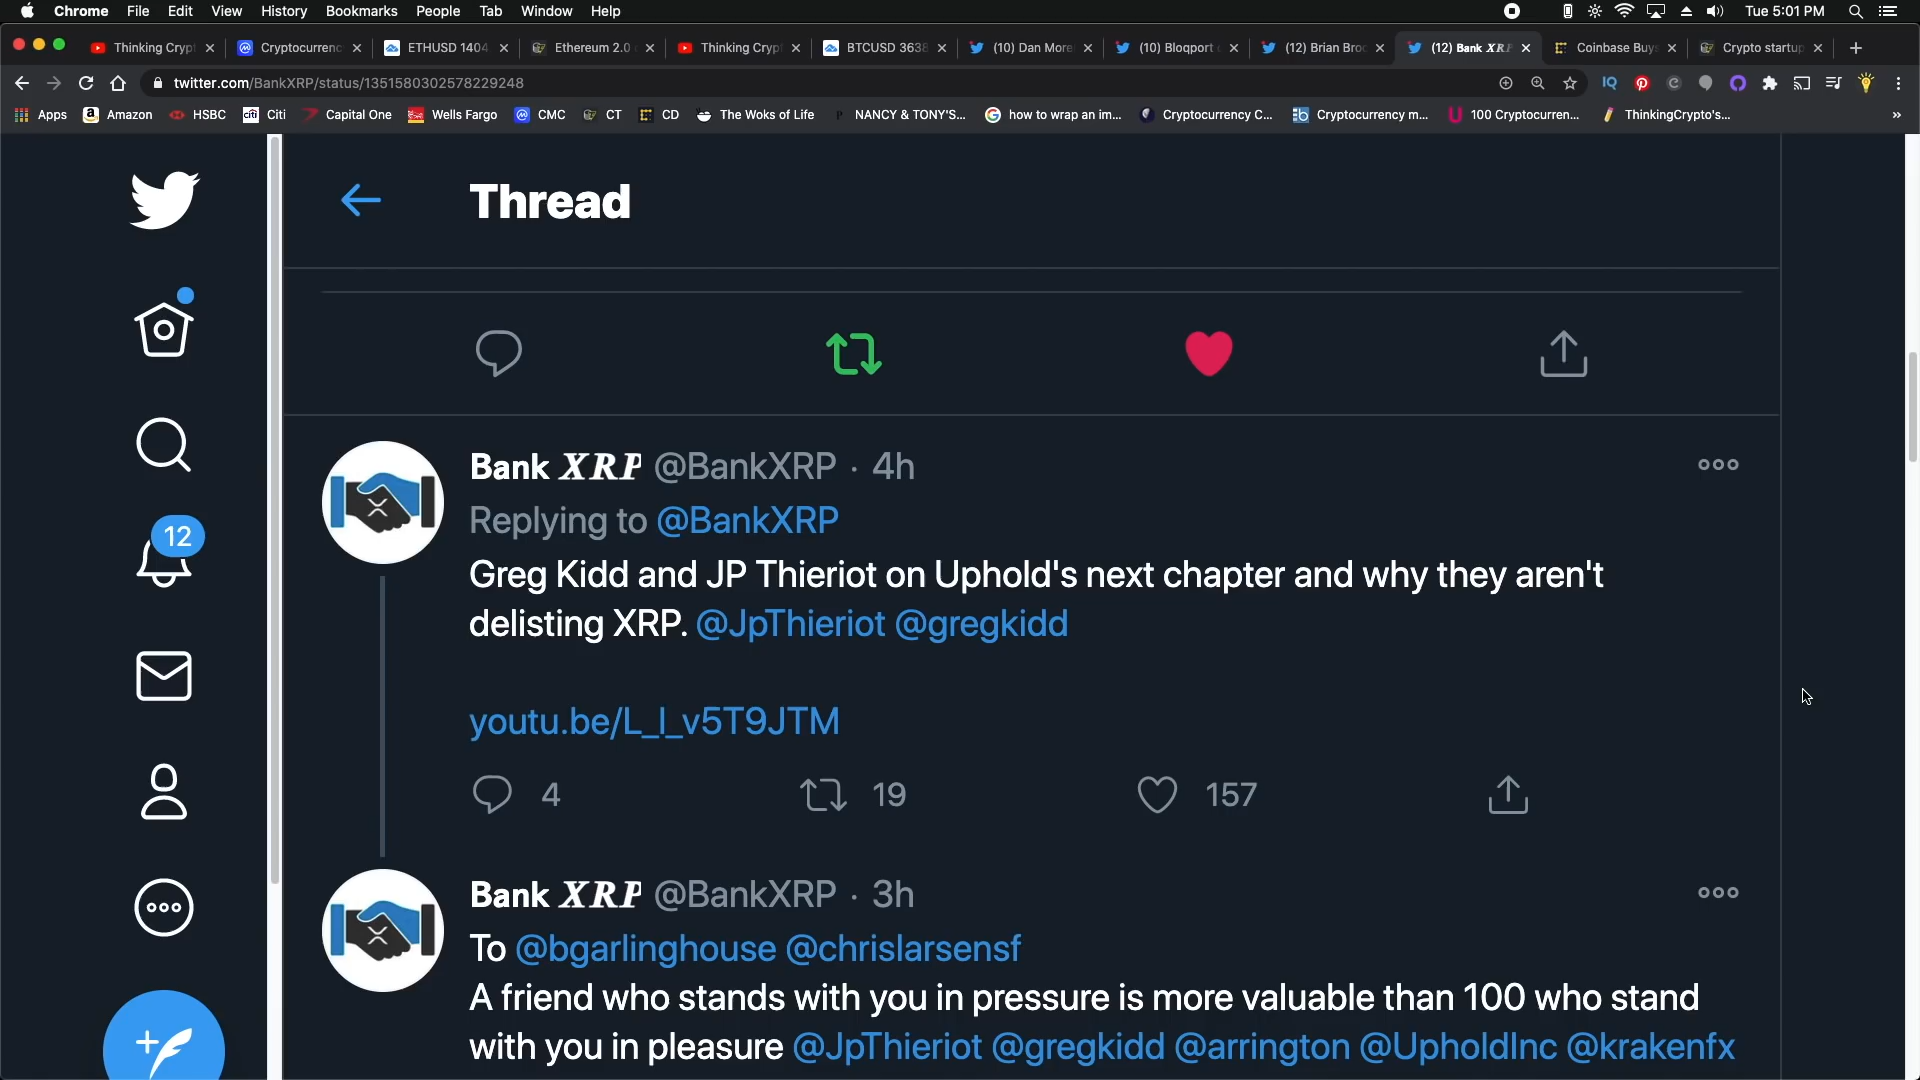 Chrome File Edit View History Bookmarks People Tab Window Help Tue 5:01 PM
Thinking Crypt Cryptocurrenc ETHUSD 1404 Ethereum 2.0 Thinking Crypt BTCUSD 3638 (10) Dan More (10) Bloqport (12) Brian Broo (12) Bank XRP Coinbase Buys Crypto startup
twitter.com/BankXRP/status/1351580302578229248
Apps Amazon HSBC Citi Capital One Wells Fargo CMC CT CD The Woks of Life NANCY & TONY'S... how to wrap an im... Cryptocurrency C... Cryptocurrency m... 100 Cryptocurren... ThinkingCrypto's...
Thread
Bank XRP @BankXRP · 4h
Replying to @BankXRP
12
Greg Kidd and JP Thieriot on Uphold's next chapter and why they aren't
delisting XRP. @JpThieriot @gregkidd
youtu.be/L_I_v5T9JTM
4 19 157
Bank XRP @BankXRP · 3h
To @bgarlinghouse @chrislarsensf
A friend who stands with you in pressure is more valuable than 100 who stand
with you in pleasure @JpThieriot @gregkidd @arrington @UpholdInc @krakenfx